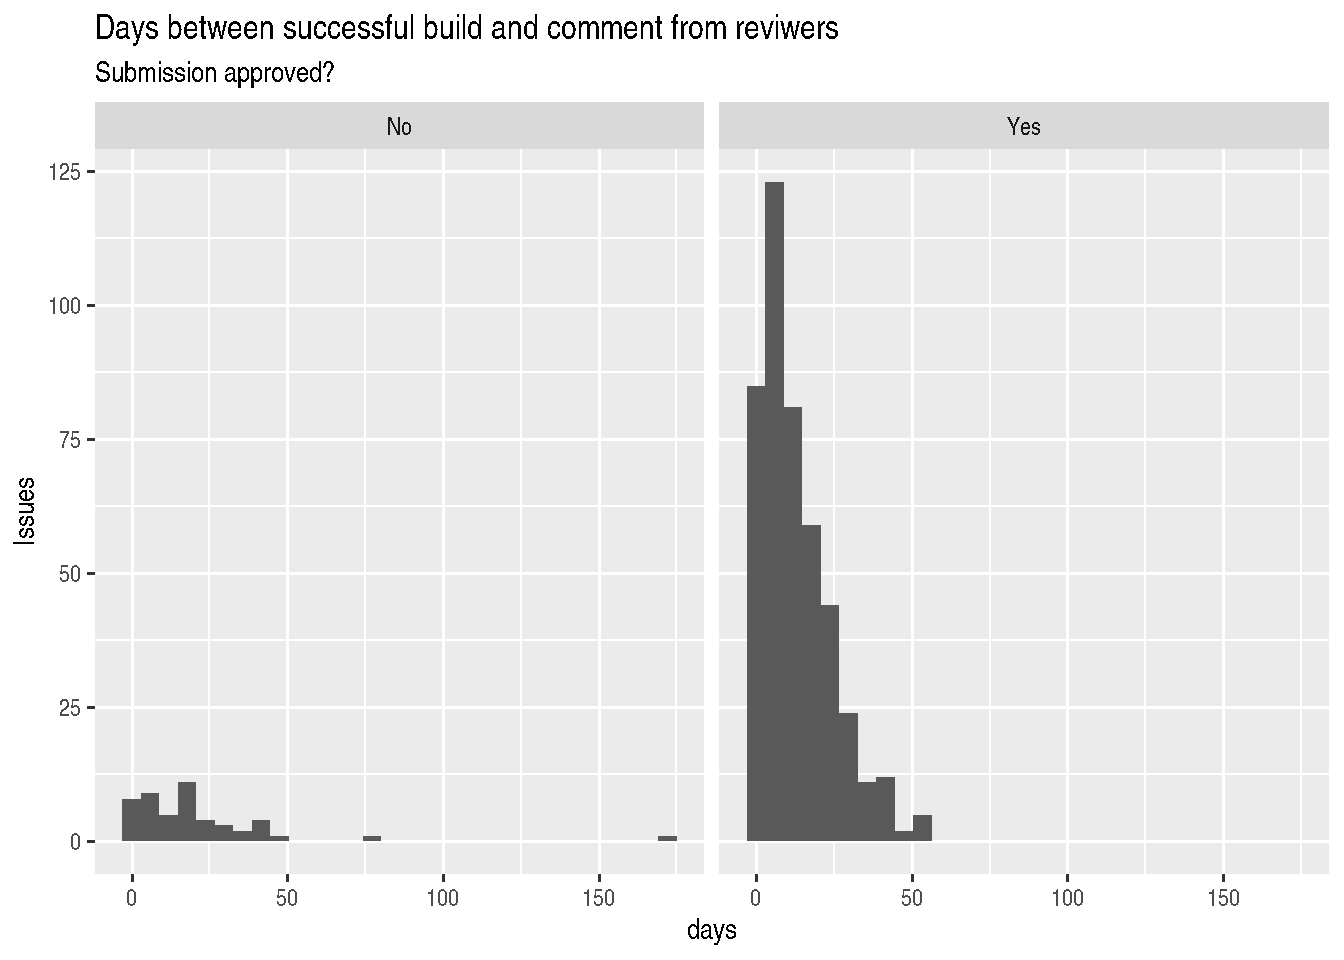 Days between successful build and comment from reviwers
Submission approved?
No
Yes
125
100
75
50
25
0
Issues
0 50 100 150
0 50 100 150
days